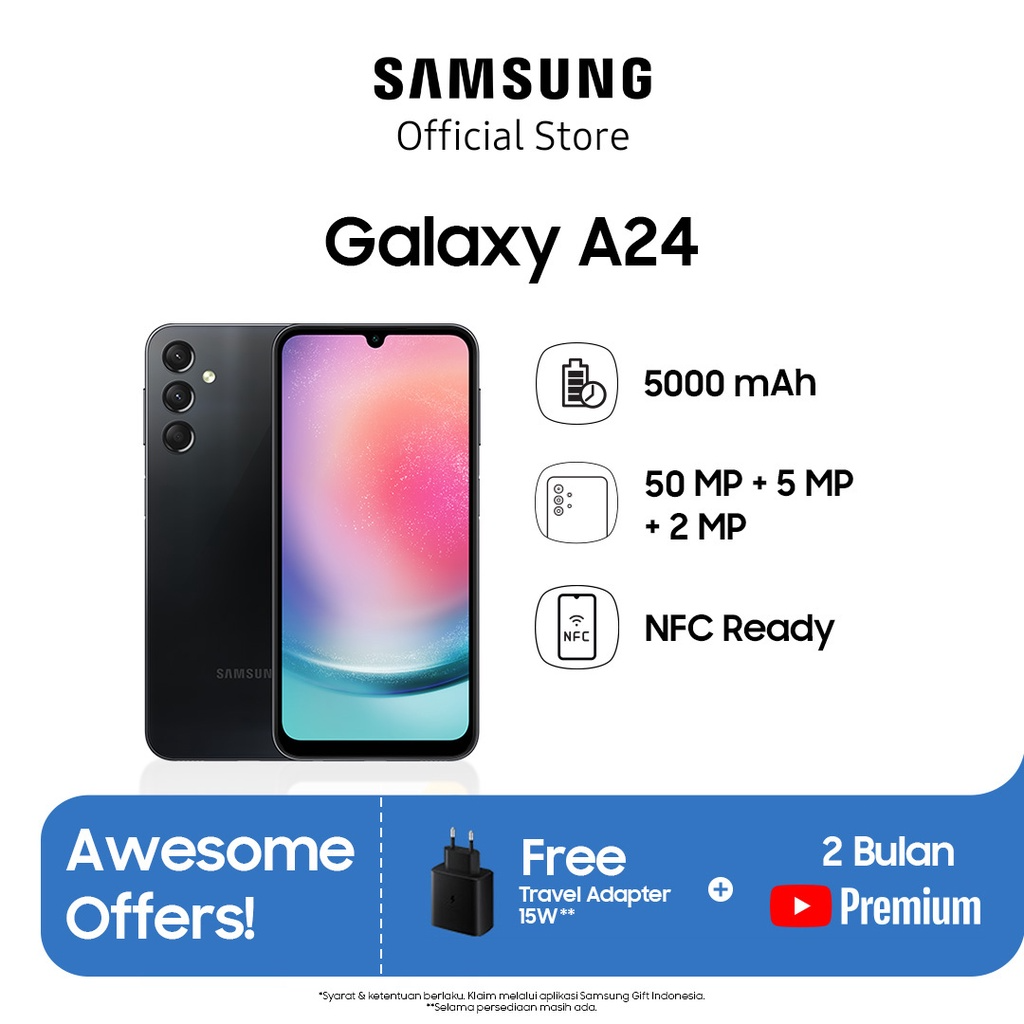 SAMSUNG
Official Store
Galaxy A24
5000 mAh
50 MP + 5 MP
+ 2 MP
NFC
NFC Ready
SAMSUN
Awesome
Offers!
Free
Travel Adapter
15W**
+
2 Bulan
Premium
*Syarat & ketentuan berlaku. Klaim melalui aplikasi Samsung Gift Indonesia.
**Selama persediaan masih ada.